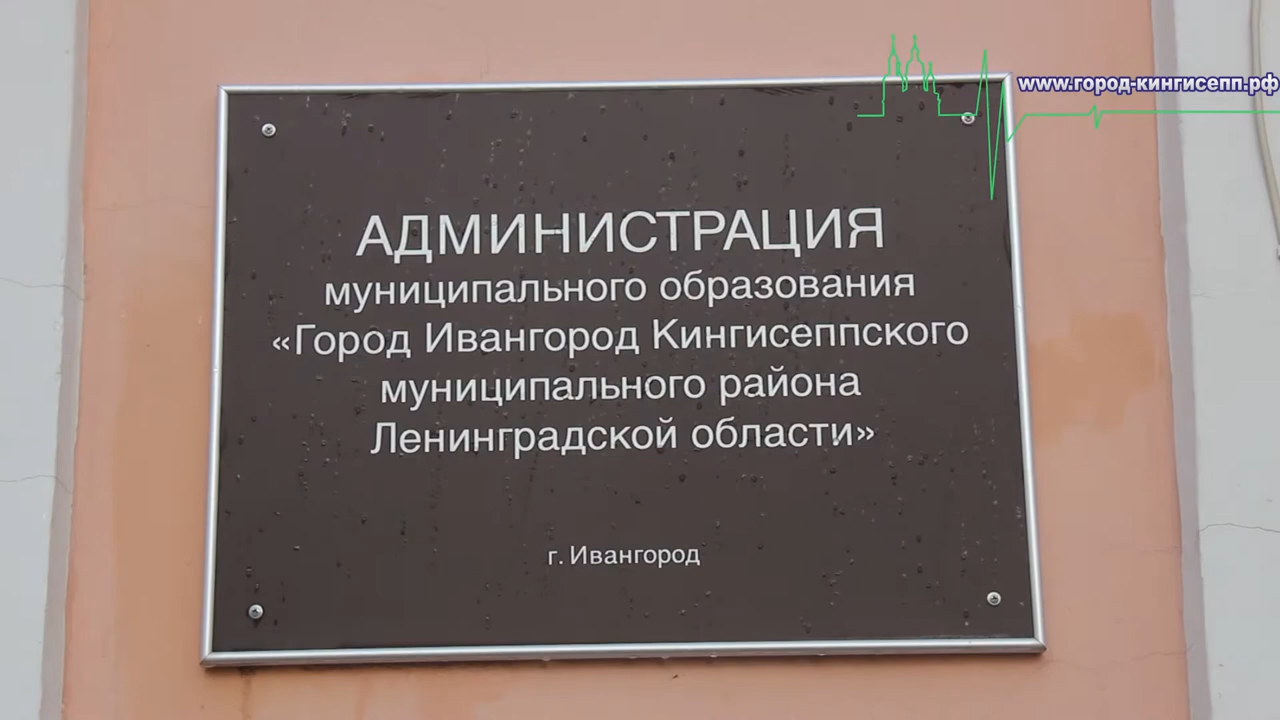 www.город-кингисепп.рф
АДМИНИСТРАЦИЯ
муниципального образования
«Город Ивангород Кингисеппского
муниципального района
Ленинградской области»
г. Ивангород